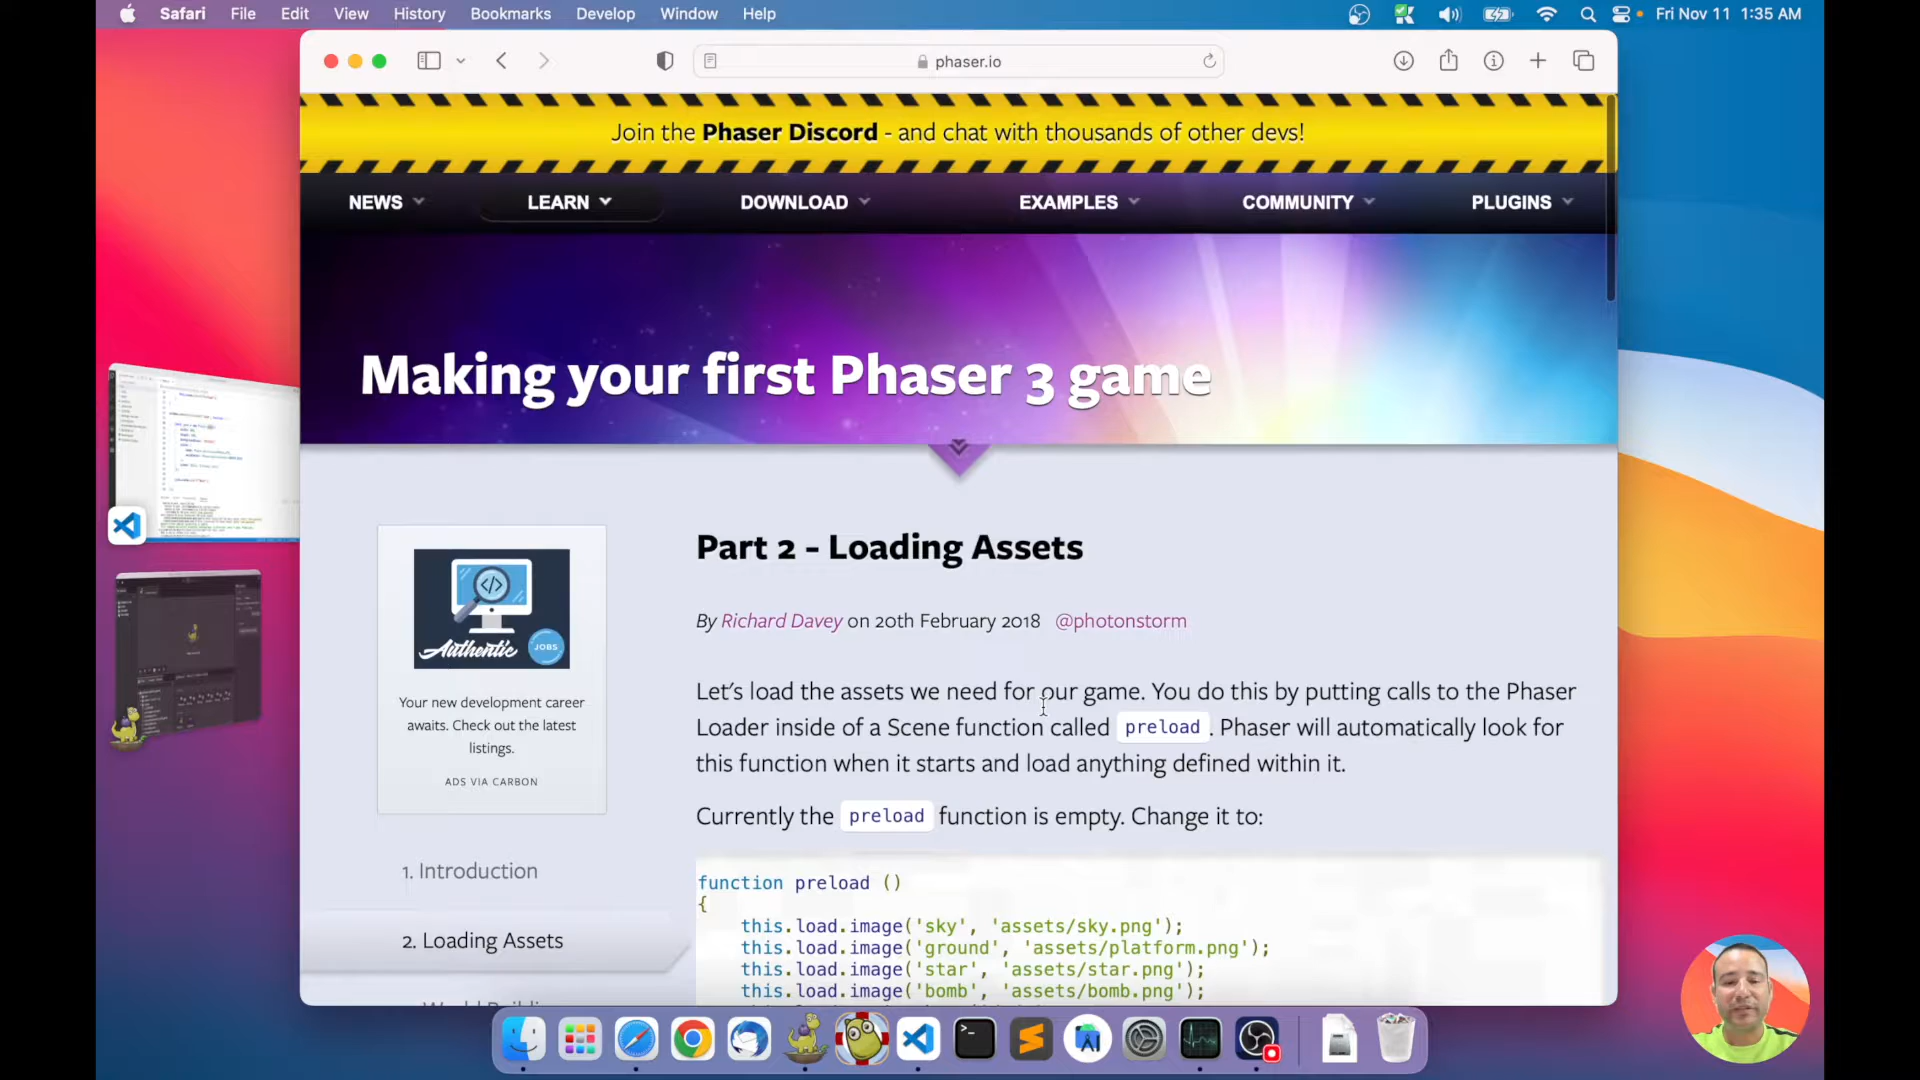 Safari File Edit View History Bookmarks Develop Window Help
Fri Nov 11 1:35 AM
phaser.io
Join the Phaser Discord - and chat with thousands of other devs!
NEWS LEARN DOWNLOAD EXAMPLES COMMUNITY PLUGINS
Making your first Phaser 3 game
Authentic JOBS
Your new development career
awaits. Check out the latest
listings.
ADS VIA CARBON
1. Introduction
2. Loading Assets
Part 2 - Loading Assets
By Richard Davey on 20th February 2018 @photonstorm
Let's load the assets we need for our game. You do this by putting calls to the Phaser
Loader inside of a Scene function called preload. Phaser will automatically look for
this function when it starts and load anything defined within it.
Currently the preload function is empty. Change it to:
function preload ()
{
this.load.image('sky', 'assets/sky.png');
this.load.image('ground', 'assets/platform.png');
this.load.image('star', 'assets/star.png');
this.load.image('bomb', 'assets/bomb.png');